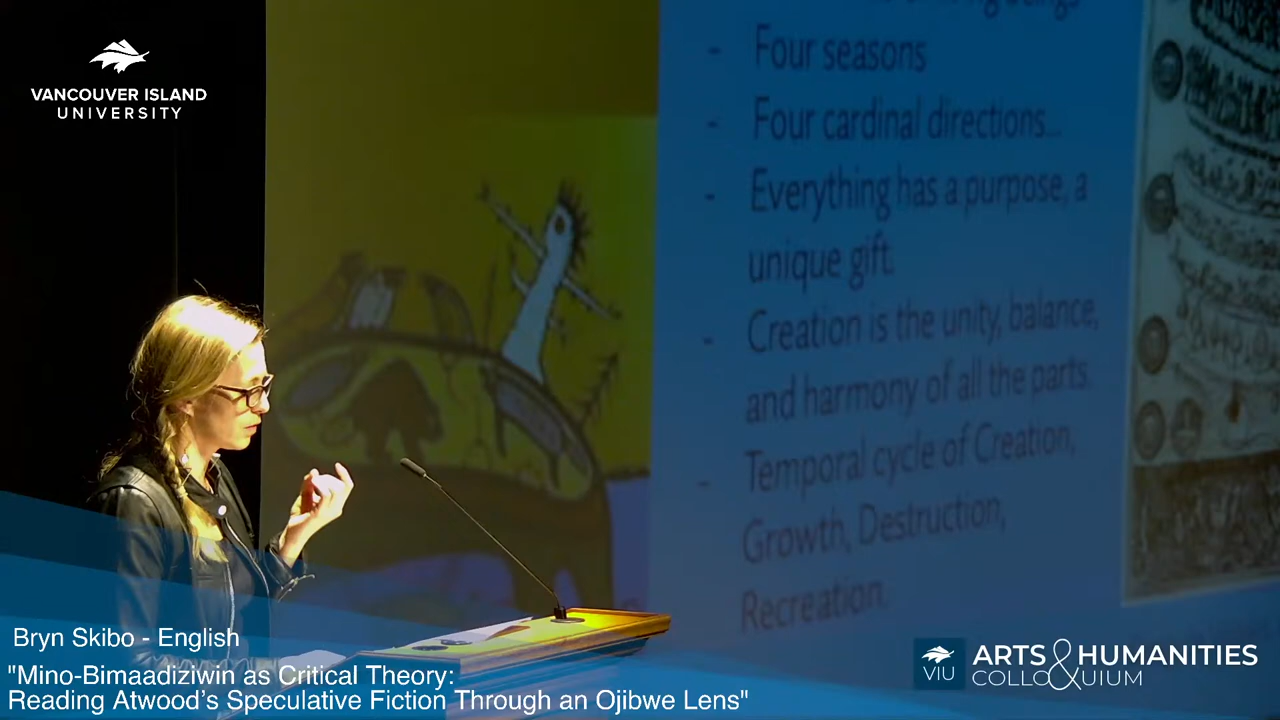 VANCOUVER ISLAND
UNIVERSITY
- Four seasons
- Four cardinal directions...
- Everything has a purpose, a
unique gift.
- Creation is the unity, balance,
and harmony of all the parts.
- Temporal cycle of Creation,
Growth, Destruction,
Recreation.
Bryn Skibo - English
"Mino-Bimaadiziwin as Critical Theory:
Reading Atwood's Speculative Fiction Through an Ojibwe Lens"
VIU
ARTS & HUMANITIES
COLLOQUIUM